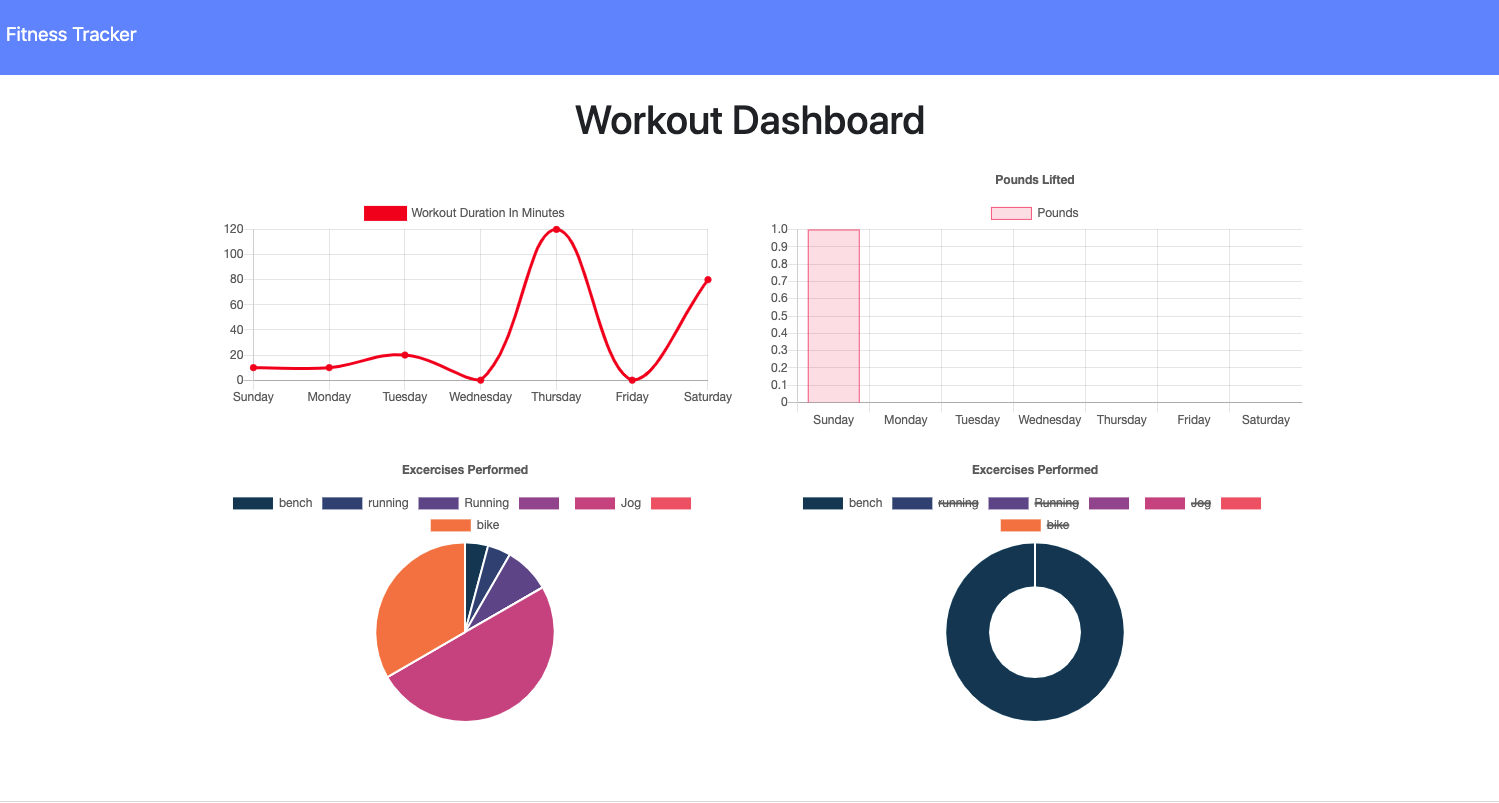 Fitness Tracker
Workout Dashboard
Workout Duration In Minutes
120
100
80
60
40
20
0
Sunday Monday Tuesday Wednesday Thursday Friday Saturday
Pounds Lifted
Pounds
1.0
0.9
0.8
0.7
0.6
0.5
0.4
0.3
0.2
0.1
0
Sunday Monday Tuesday Wednesday Thursday Friday Saturday
Excercises Performed
bench running Running Jog
bike
Excercises Performed
bench running Running Jog
bike